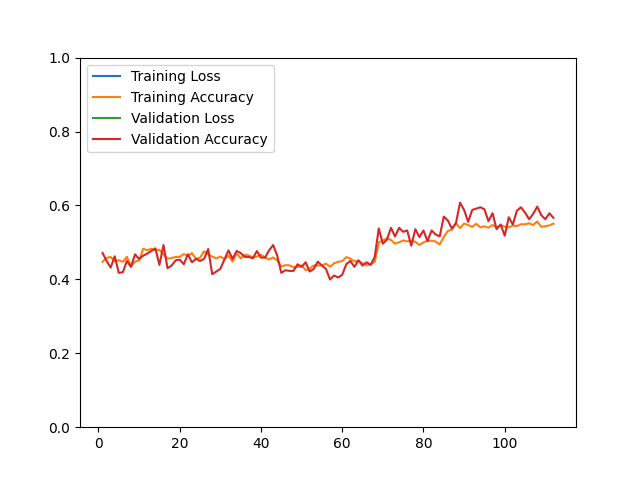 1.0
0.8
0.6
0.4
0.2
0.0
Training Loss
Training Accuracy
Validation Loss
Validation Accuracy
0 20 40 60 80 100